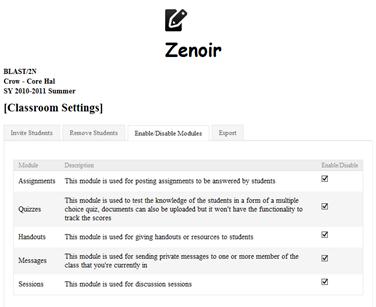 Zenoir
BLAST/2N
Crow - Core Hal
SY 2010-2011 Summer
[Classroom Settings]
Invite Students Remove Students Enable/Disable Modules Export
Module Description Enable/Disable
Assignments This module is used for posting assignments to be answered by students
Quizzes This module is used to test the knowledge of the students in a form of a multiple
choice quiz, documents can also be uploaded but it won't have the functionality to
track the scores
Handouts This module is used for giving handouts or resources to students
Messages This module is used for sending private messages to one or more member of the
class that you're currently in
Sessions This module is used for discussion sessions